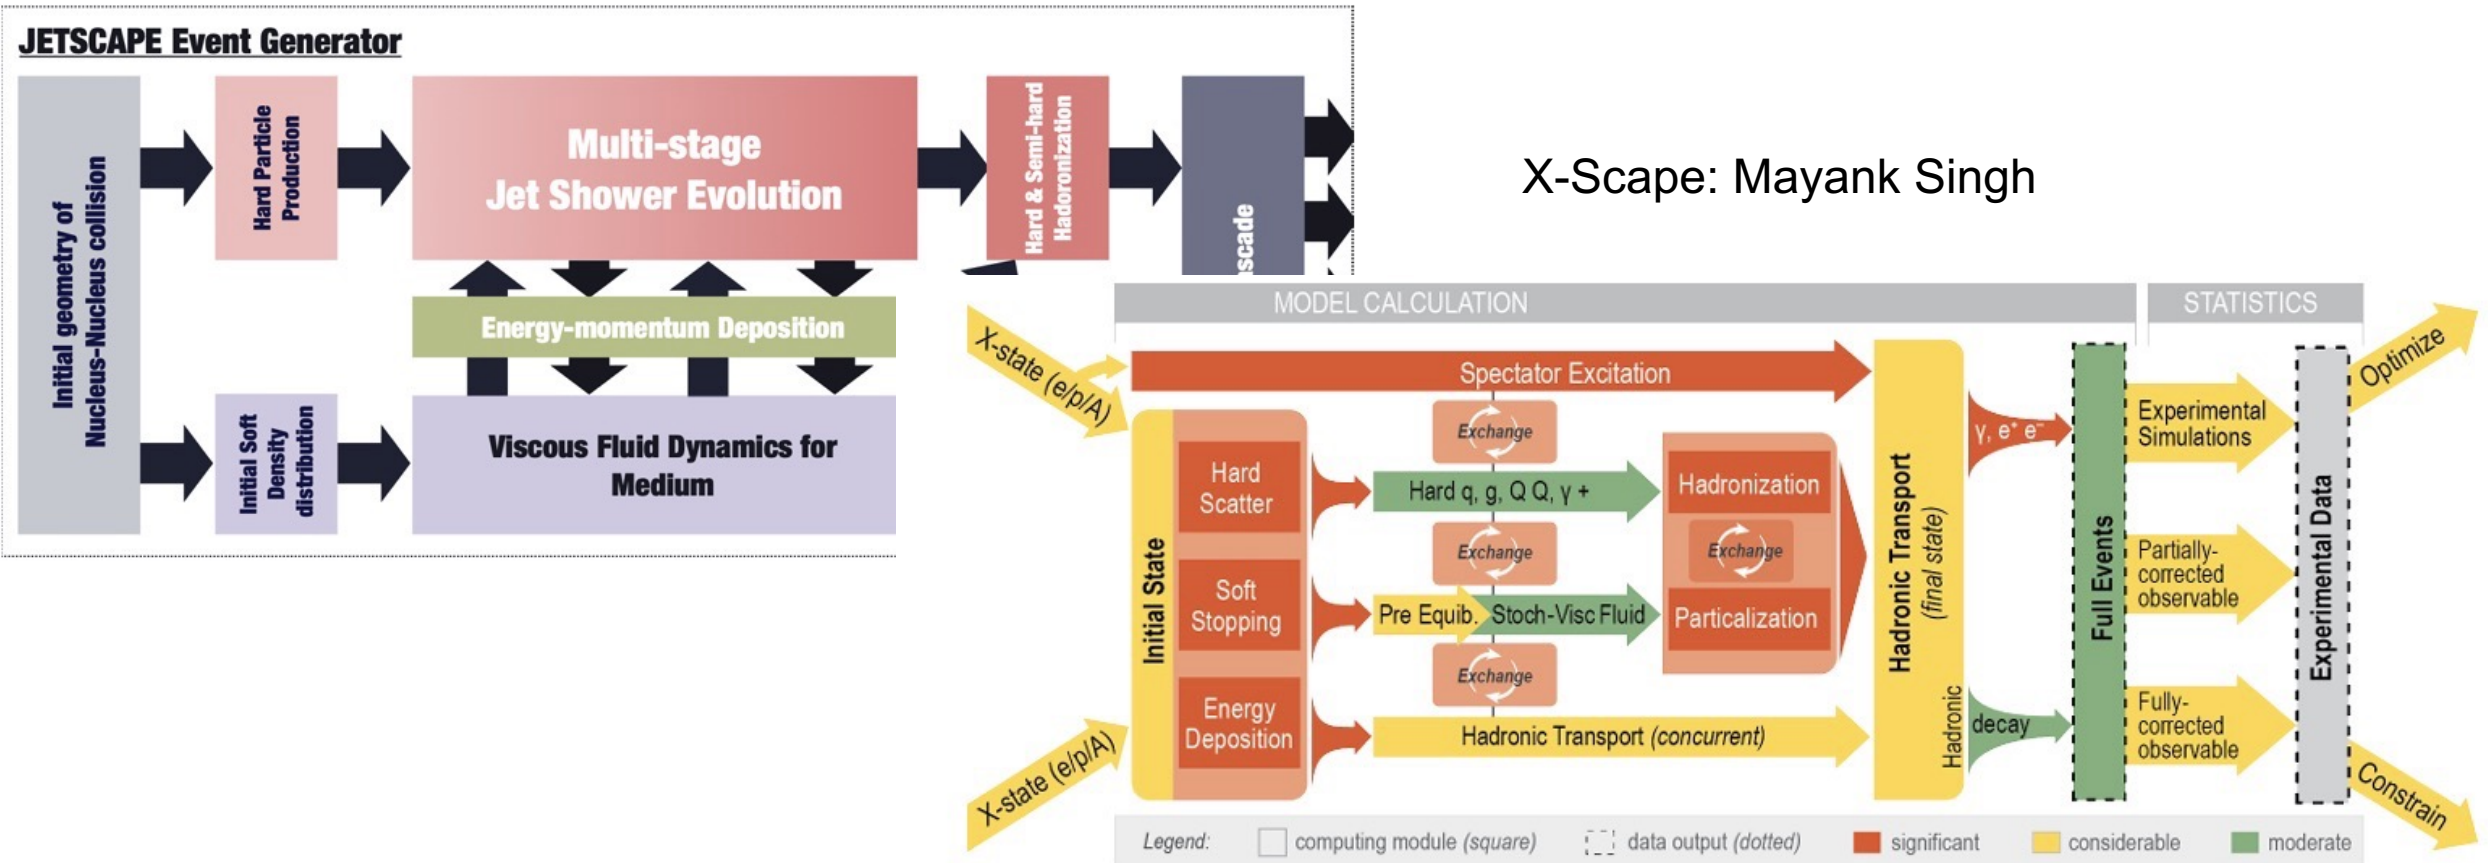 JETSCAPE Event Generator
Initial geometry of
Nucleus-Nucleus collision
Hard Particle
Production
Multi-stage
Jet Shower Evolution
Hard & Semi-hard
Hadoronization
Energy-momentum Deposition
Initial Soft
Density
distribution
Viscous Fluid Dynamics for
Medium
X-Scape: Mayank Singh
MODEL CALCULATION
STATISTICS
X-state (e/p/A)
Spectator Excitation
Exchange
Initial State
Hard
Scatter
Hard q, g, Q Q, γ +
Hadronization
Exchange
Exchange
Soft
Stopping
Pre Equib.
Stoch-Visc Fluid
Particalization
Exchange
Energy
Deposition
Hadronic Transport (concurrent)
X-state (e/p/A)
Hadronic Transport
(final state)
γ, e⁺ e⁻
Hadronic
decay
Full Events
Experimental
Simulations
Partially-
corrected
observable
Fully-
corrected
observable
Experimental Data
Optimize
Constrain
Legend:
computing module (square)
data output (dotted)
significant
considerable
moderate